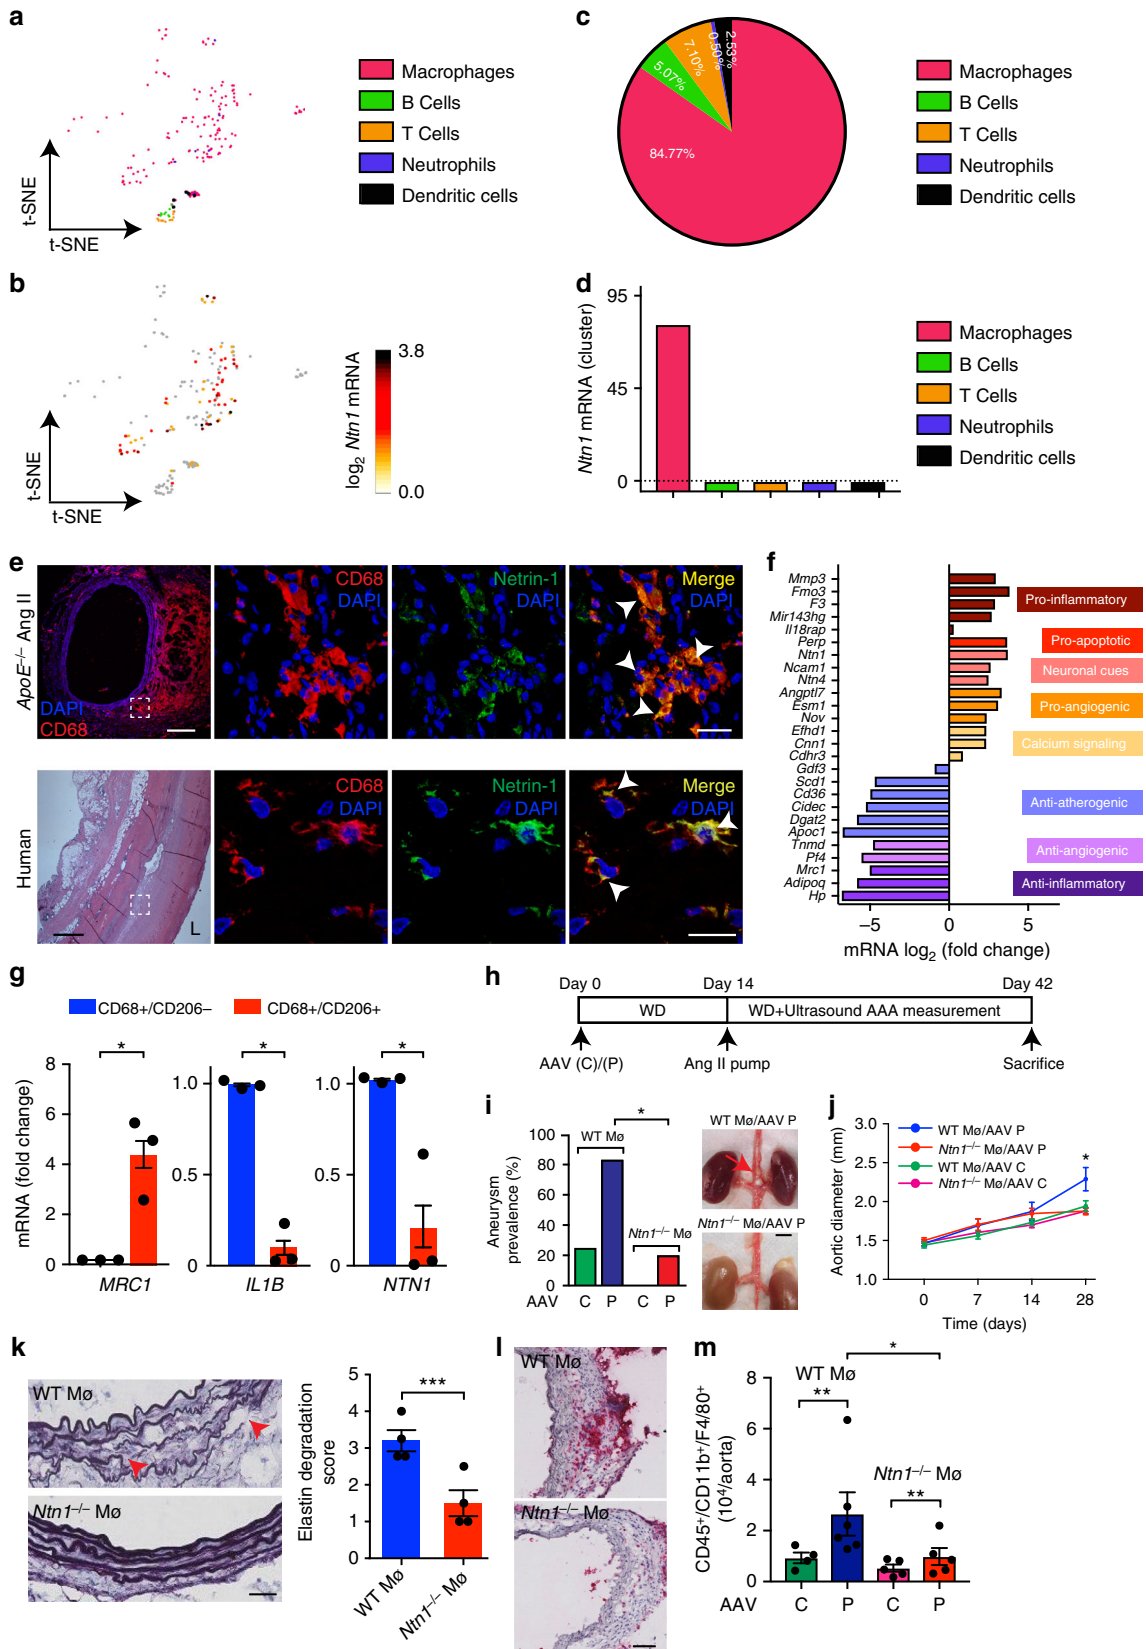 a
Macrophages
B Cells
T Cells
Neutrophils
Dendritic cells
t-SNE
t-SNE
b
log2 Ntn1 mRNA
3.8
0.0
t-SNE
t-SNE
c
84.77%
5.07%
7.10%
0.50%
2.53%
Macrophages
B Cells
T Cells
Neutrophils
Dendritic cells
d
Ntn1 mRNA (cluster)
95
45
0
Macrophages
B Cells
T Cells
Neutrophils
Dendritic cells
e
ApoE–/– Ang II
DAPI
CD68
CD68
DAPI
Netrin-1
DAPI
Merge
DAPI
Human
L
CD68
DAPI
Netrin-1
DAPI
Merge
DAPI
f
Mmp3
Fmo3
F3
Mir143hg
Il18rap
Perp
Ntn1
Ncam1
Ntn4
Angptl7
Esm1
Nov
Efhd1
Cnn1
Cdhr3
Gdf3
Scd1
Cd36
Cidec
Dgat2
Apoc1
Tnmd
Pf4
Mrc1
Adipoq
Hp
Pro-inflammatory
Pro-apoptotic
Neuronal cues
Pro-angiogenic
Calcium signaling
Anti-atherogenic
Anti-angiogenic
Anti-inflammatory
–5 0 5
mRNA log2 (fold change)
g
CD68+/CD206– CD68+/CD206+
mRNA (fold change)
8
6
4
2
0
*
MRC1
1.0
0.5
0
*
IL1B
1.0
0.5
0
*
NTN1
h
Day 0 Day 14 Day 42
WD WD+Ultrasound AAA measurement
AAV (C)/(P) Ang II pump Sacrifice
i
Aneurysm prevalence (%)
100
80
60
40
20
0
*
WT Mø
Ntn1–/– Mø
AAV C P C P
WT Mø/AAV P
Ntn1–/– Mø/AAV P
j
WT Mø/AAV P
Ntn1–/– Mø/AAV P
WT Mø/AAV C
Ntn1–/– Mø/AAV C
Aortic diameter (mm)
3.0
2.5
2.0
1.5
1.0
*
0 7 14 28
Time (days)
k
WT Mø
Ntn1–/– Mø
Elastin degradation score
5
4
3
2
1
0
***
WT Mø
Ntn1–/– Mø
l
WT Mø
Ntn1–/– Mø
m
CD45+/CD11b+/F4/80+
(10⁴/aorta)
8
6
4
2
0
*
WT Mø
**
Ntn1–/– Mø
**
AAV C P C P